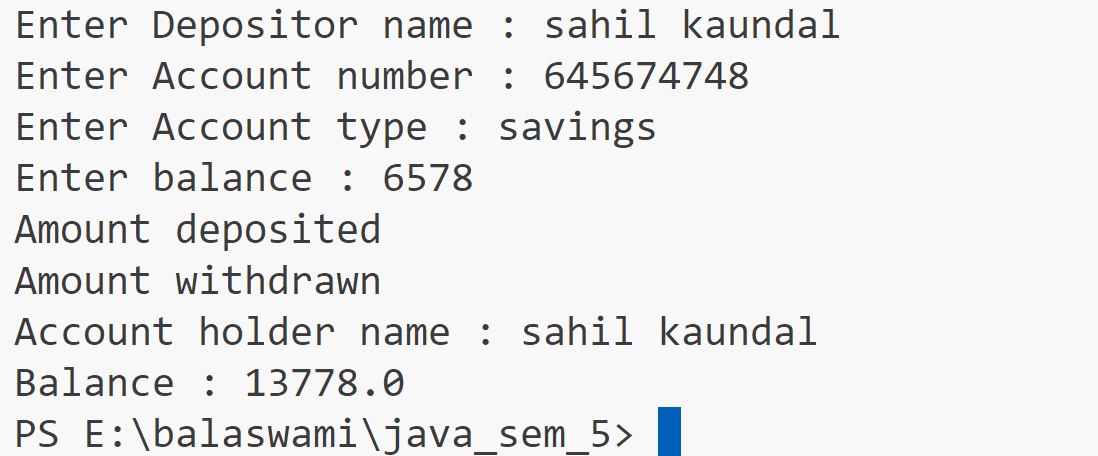 Enter Depositor name : sahil kaundal
Enter Account number : 645674748
Enter Account type : savings
Enter balance : 6578
Amount deposited
Amount withdrawn
Account holder name : sahil kaundal
Balance : 13778.0
PS E:\balaswami\java_sem_5>